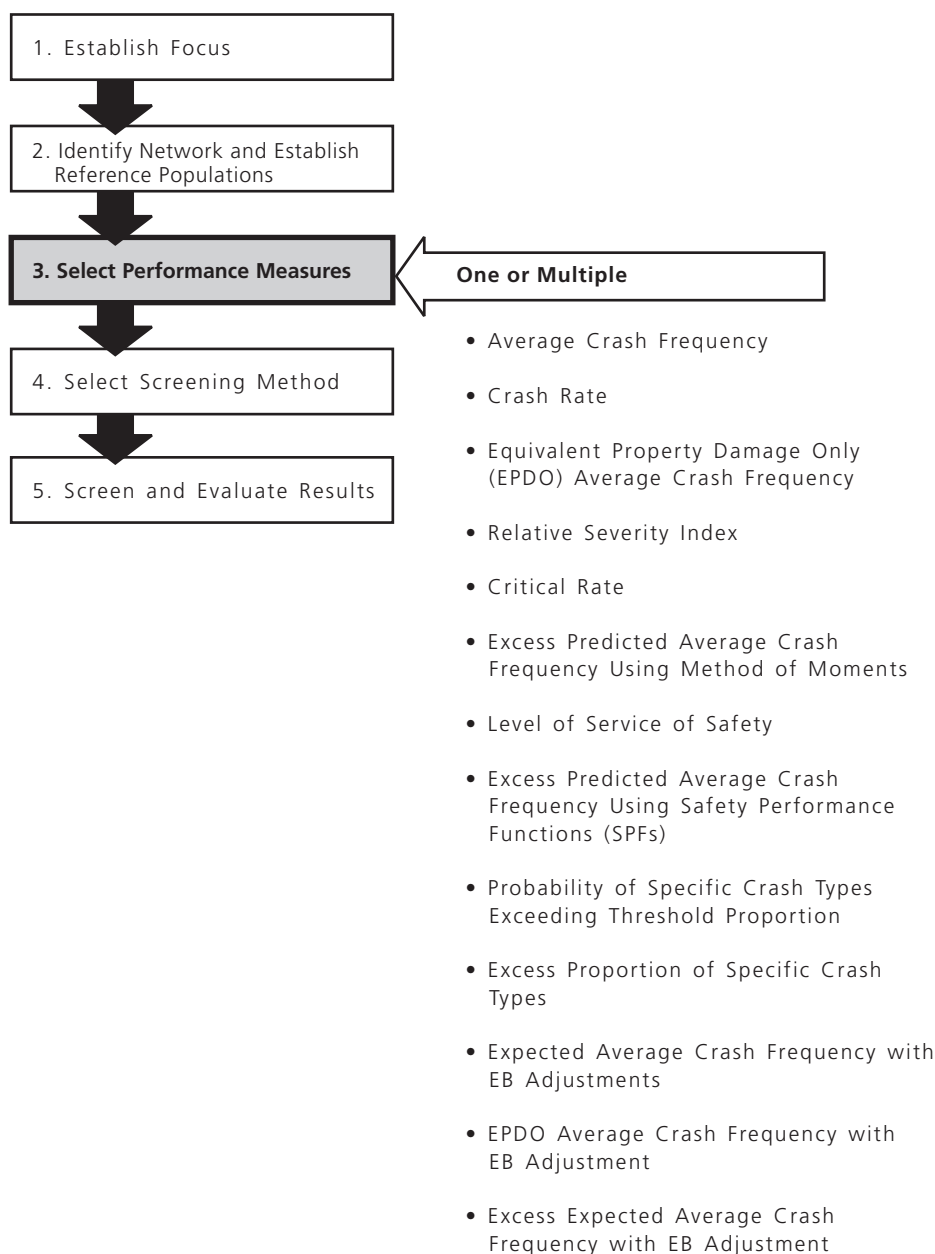 1. Establish Focus
2. Identify Network and Establish
Reference Populations
3. Select Performance Measures
4. Select Screening Method
5. Screen and Evaluate Results
One or Multiple
• Average Crash Frequency
• Crash Rate
• Equivalent Property Damage Only
(EPDO) Average Crash Frequency
• Relative Severity Index
• Critical Rate
• Excess Predicted Average Crash
Frequency Using Method of Moments
• Level of Service of Safety
• Excess Predicted Average Crash
Frequency Using Safety Performance
Functions (SPFs)
• Probability of Specific Crash Types
Exceeding Threshold Proportion
• Excess Proportion of Specific Crash
Types
• Expected Average Crash Frequency with
EB Adjustments
• EPDO Average Crash Frequency with
EB Adjustment
• Excess Expected Average Crash
Frequency with EB Adjustment